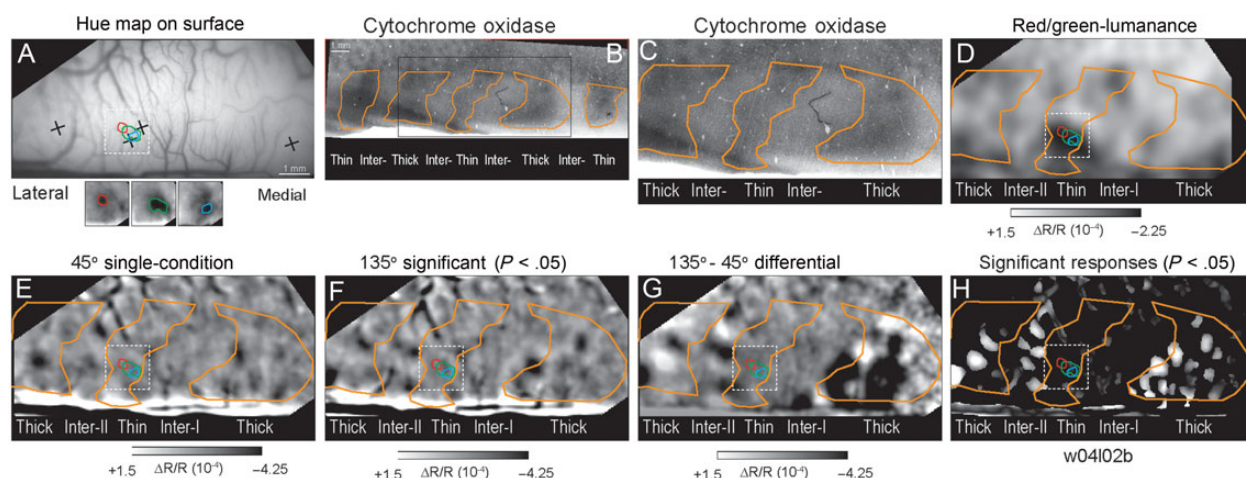 Hue map on surface
A
1 mm
Lateral
Medial
Cytochrome oxidase
1 mm
B
Thin Inter- Thick Inter- Thin Inter- Thick Inter- Thin
Cytochrome oxidase
C
Thick Inter- Thin Inter- Thick
Red/green-lumanance
D
Thick Inter-II Thin Inter-I Thick
+1.5 ΔR/R (10⁻⁴) −2.25
45° single-condition
E
Thick Inter-II Thin Inter-I Thick
+1.5 ΔR/R (10⁻⁴) −4.25
135° significant (P < .05)
F
Thick Inter-II Thin Inter-I Thick
+1.5 ΔR/R (10⁻⁴) −4.25
135° - 45° differential
G
Thick Inter-II Thin Inter-I Thick
+1.5 ΔR/R (10⁻⁴) −4.25
Significant responses (P < .05)
H
Thick Inter-II Thin Inter-I Thick
w04l02b